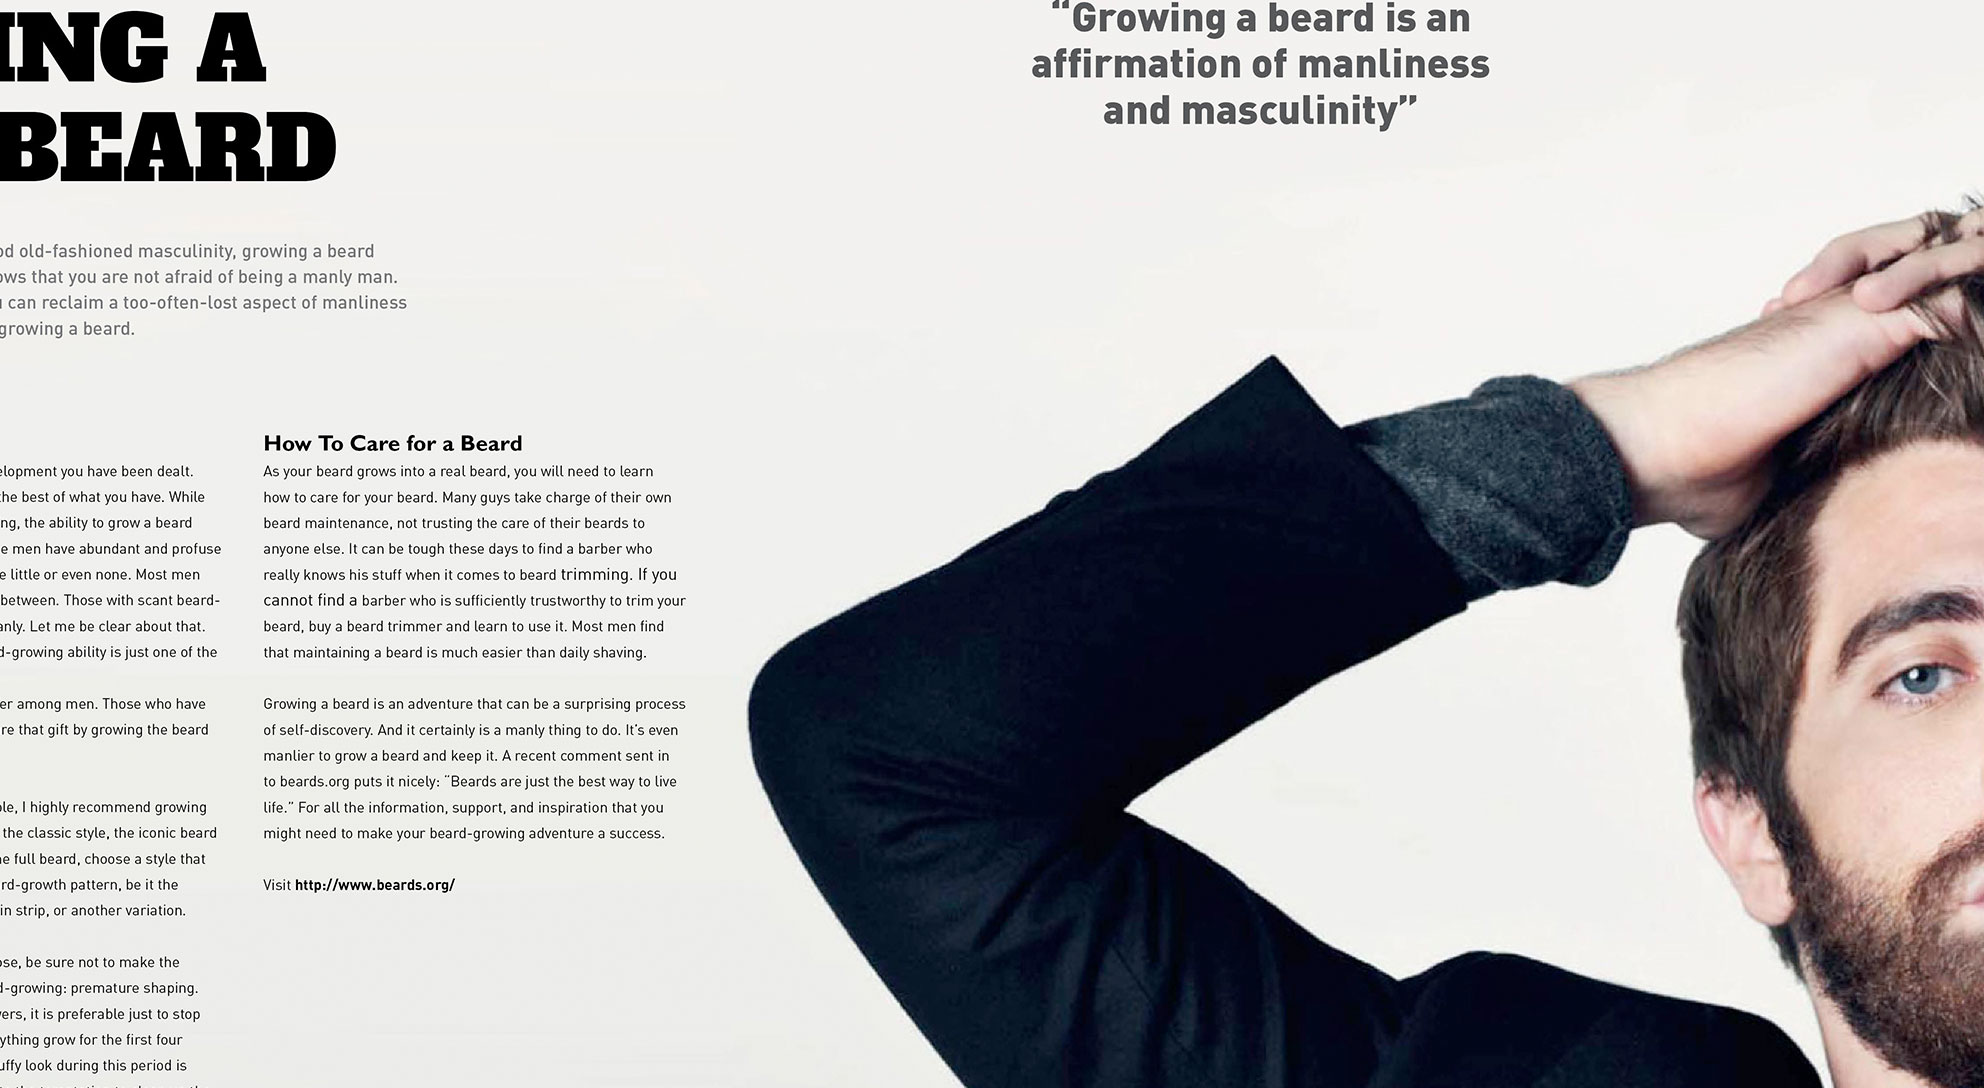 ING A
BEARD
od old-fashioned masculinity, growing a beard
ows that you are not afraid of being a manly man.
can reclaim a too-often-lost aspect of manliness
growing a beard.
“Growing a beard is an
affirmation of manliness
and masculinity”
elopment you have been dealt.
the best of what you have. While
ng, the ability to grow a beard
e men have abundant and profuse
e little or even none. Most men
between. Those with scant beard-
anly. Let me be clear about that.
d-growing ability is just one of the
er among men. Those who have
re that gift by growing the beard
ble, I highly recommend growing
the classic style, the iconic beard
he full beard, choose a style that
rd-growth pattern, be it the
in strip, or another variation.
ose, be sure not to make the
d-growing: premature shaping.
vers, it is preferable just to stop
ything grow for the first four
uffy look during this period is
How To Care for a Beard
As your beard grows into a real beard, you will need to learn
how to care for your beard. Many guys take charge of their own
beard maintenance, not trusting the care of their beards to
anyone else. It can be tough these days to find a barber who
really knows his stuff when it comes to beard trimming. If you
cannot find a barber who is sufficiently trustworthy to trim your
beard, buy a beard trimmer and learn to use it. Most men find
that maintaining a beard is much easier than daily shaving.
Growing a beard is an adventure that can be a surprising process
of self-discovery. And it certainly is a manly thing to do. It’s even
manlier to grow a beard and keep it. A recent comment sent in
to beards.org puts it nicely: “Beards are just the best way to live
life.” For all the information, support, and inspiration that you
might need to make your beard-growing adventure a success.
Visit http://www.beards.org/